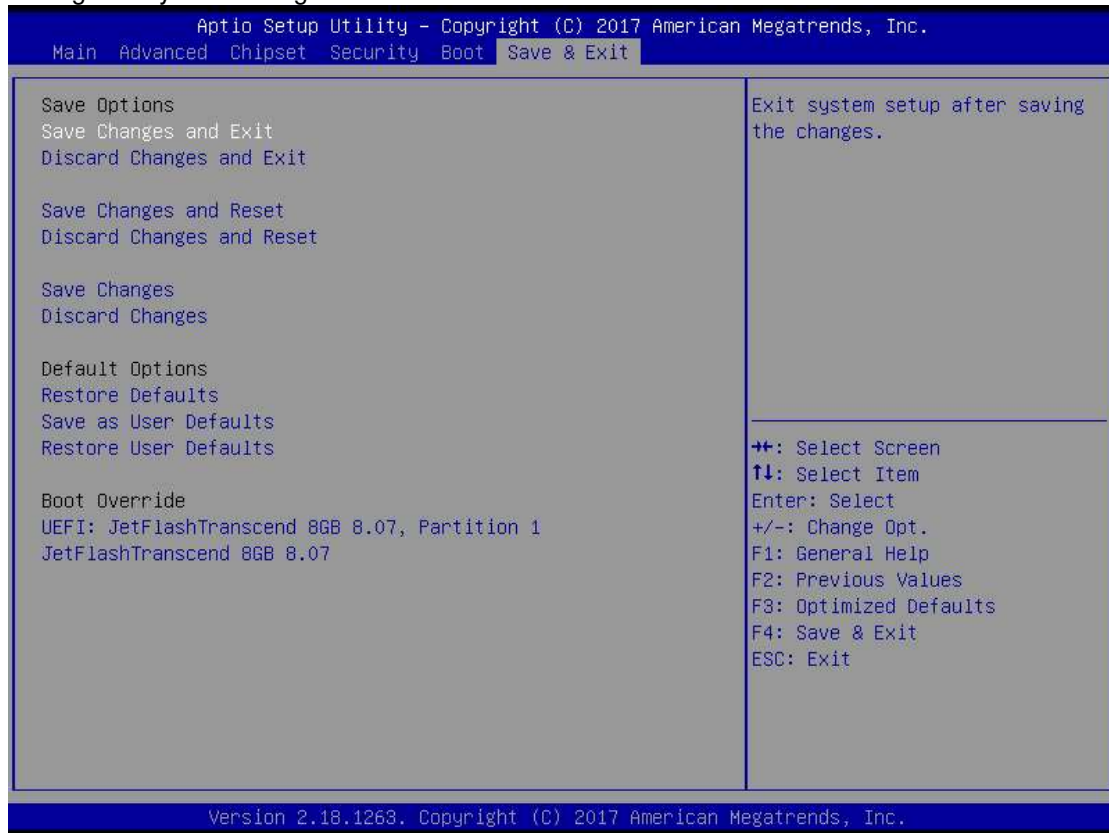 Aptio Setup Utility – Copyright (C) 2017 American Megatrends, Inc.
Main Advanced Chipset Security Boot Save & Exit
Save Options
Save Changes and Exit
Discard Changes and Exit
Save Changes and Reset
Discard Changes and Reset
Save Changes
Discard Changes
Default Options
Restore Defaults
Save as User Defaults
Restore User Defaults
Boot Override
UEFI: JetFlashTranscend 8GB 8.07, Partition 1
JetFlashTranscend 8GB 8.07
Exit system setup after saving
the changes.
→←: Select Screen
↑↓: Select Item
Enter: Select
+/-: Change Opt.
F1: General Help
F2: Previous Values
F3: Optimized Defaults
F4: Save & Exit
ESC: Exit
Version 2.18.1263. Copyright (C) 2017 American Megatrends, Inc.